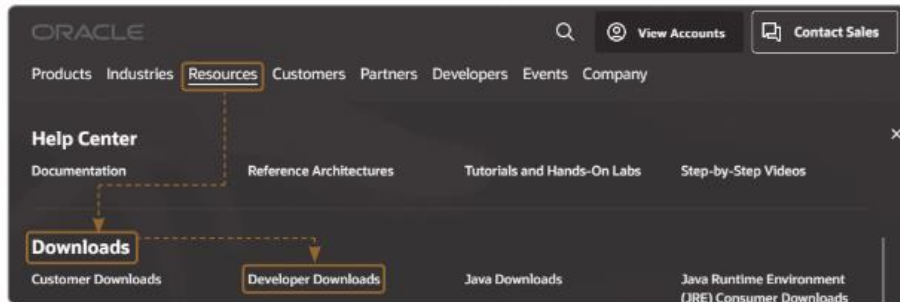 ORACLE
View Accounts
Contact Sales
Products Industries Resources Customers Partners Developers Events Company
Help Center
Documentation Reference Architectures Tutorials and Hands-On Labs Step-by-Step Videos
Downloads
Customer Downloads Developer Downloads Java Downloads Java Runtime Environment
(JRE) Consumer Downloads